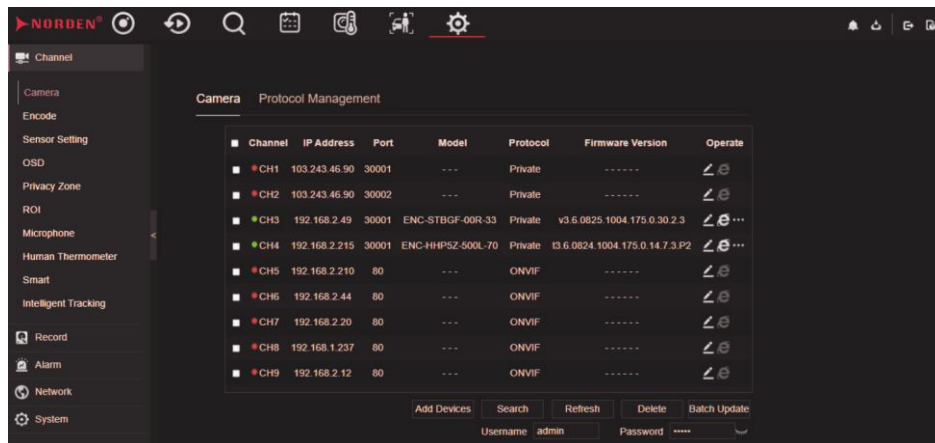 NORDEN®
Channel
Camera
Encode
Sensor Setting
OSD
Privacy Zone
ROI
Microphone
Human Thermometer
Smart
Intelligent Tracking
Record
Alarm
Network
System
Camera Protocol Management
Channel IP Address Port Model Protocol Firmware Version Operate
CH1 103.243.46.90 30001 --- Private ------
CH2 103.243.46.90 30002 --- Private ------
CH3 192.168.2.49 30001 ENC-STBGF-00R-33 Private v3.6.0825.1004.175.0.30.2.3 ...
CH4 192.168.2.215 30001 ENC-HHP5Z-500L-70 Private t3.6.0824.1004.175.0.14.7.3.P2 ...
CH5 192.168.2.210 80 --- ONVIF ------
CH6 192.168.2.44 80 --- ONVIF ------
CH7 192.168.2.20 80 --- ONVIF ------
CH8 192.168.1.237 80 --- ONVIF ------
CH9 192.168.2.12 80 --- ONVIF ------
Add Devices Search Refresh Delete Batch Update
Username admin Password •••••